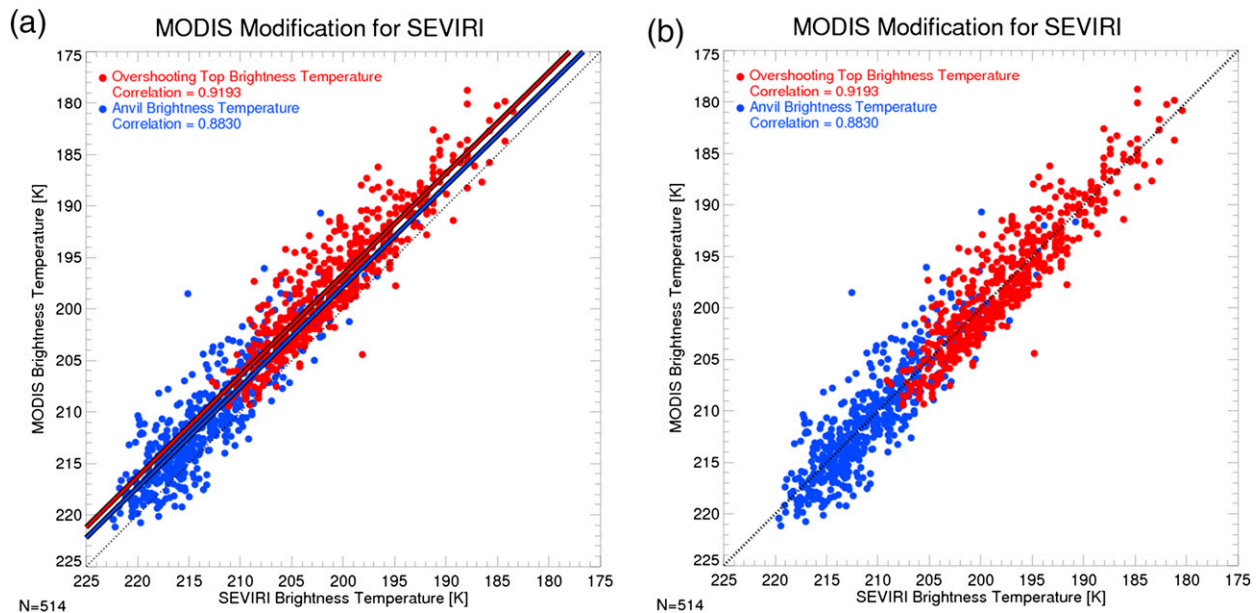 (a)
MODIS Modification for SEVIRI
175
180
185
190
195
200
205
210
215
220
225
MODIS Brightness Temperature [K]
Overshooting Top Brightness Temperature
Correlation = 0.9193
Anvil Brightness Temperature
Correlation = 0.8830
225 220 215 210 205 200 195 190 185 180 175
SEVIRI Brightness Temperature [K]
N=514
(b)
MODIS Modification for SEVIRI
175
180
185
190
195
200
205
210
215
220
225
MODIS Brightness Temperature [K]
Overshooting Top Brightness Temperature
Correlation = 0.9193
Anvil Brightness Temperature
Correlation = 0.8830
225 220 215 210 205 200 195 190 185 180 175
SEVIRI Brightness Temperature [K]
N=514